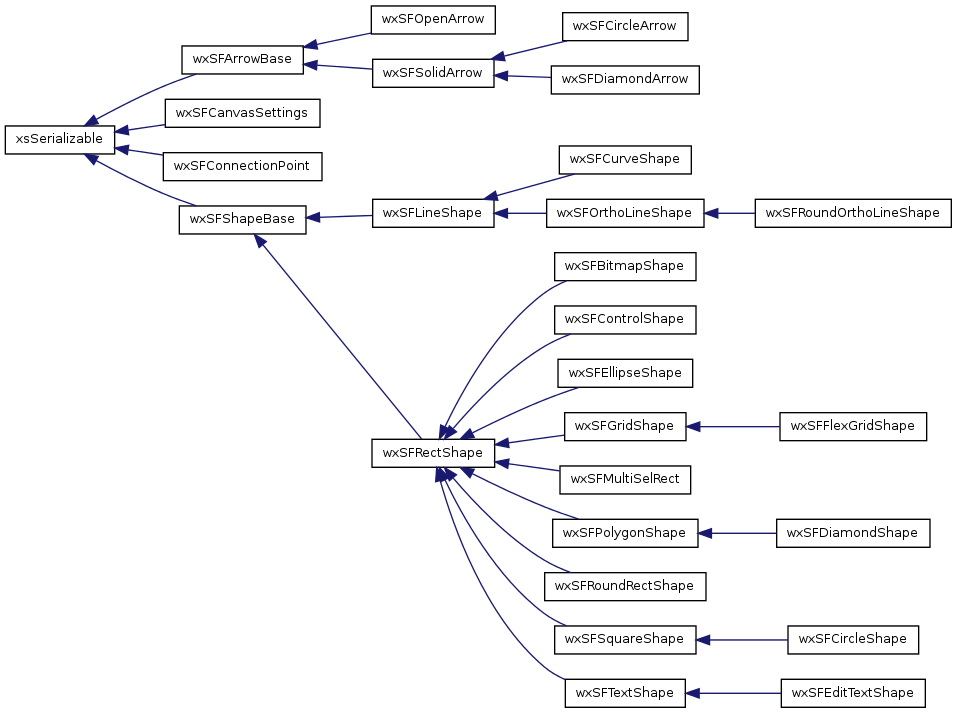 wxSFOpenArrow
wxSFCircleArrow
wxSFArrowBase
wxSFSolidArrow
wxSFDiamondArrow
wxSFCanvasSettings
xsSerializable
wxSFConnectionPoint
wxSFCurveShape
wxSFShapeBase
wxSFLineShape
wxSFOrthoLineShape
wxSFRoundOrthoLineShape
wxSFBitmapShape
wxSFControlShape
wxSFEllipseShape
wxSFGridShape
wxSFFlexGridShape
wxSFRectShape
wxSFMultiSelRect
wxSFPolygonShape
wxSFDiamondShape
wxSFRoundRectShape
wxSFSquareShape
wxSFCircleShape
wxSFTextShape
wxSFEditTextShape